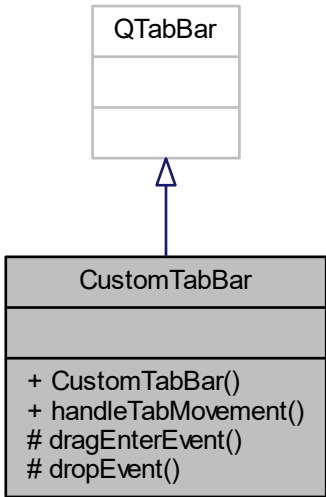 QTabBar
CustomTabBar
+ CustomTabBar()
+ handleTabMovement()
# dragEnterEvent()
# dropEvent()